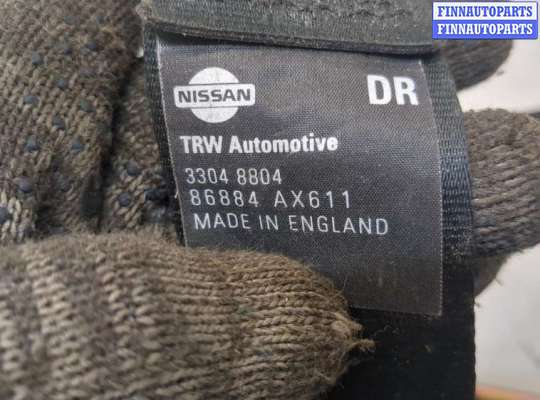 FINNAUTOPARTS
FINNAUTOPARTS
NISSAN
DR
TRW Automotive
3304 8804
86884 AX611
MADE IN ENGLAND